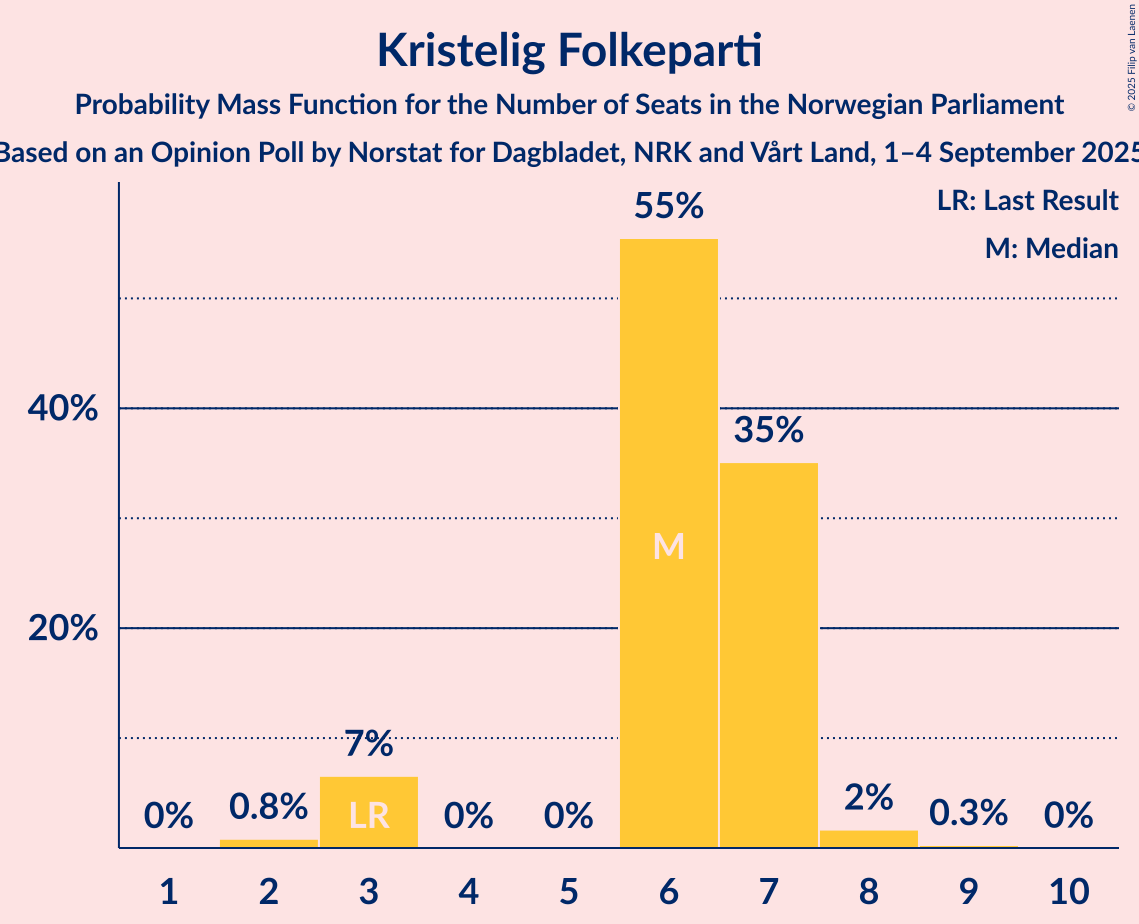 Kristelig Folkeparti
Probability Mass Function for the Number of Seats in the Norwegian Parliament
Based on an Opinion Poll by Norstat for Dagbladet, NRK and Vårt Land, 1–4 September 2025
© 2025 Filip van Laenen
LR: Last Result
M: Median
55%
40%
35%
M
20%
7%
0%
0.8%
LR
0%
0%
2%
0.3%
0%
1 2 3 4 5 6 7 8 9 10